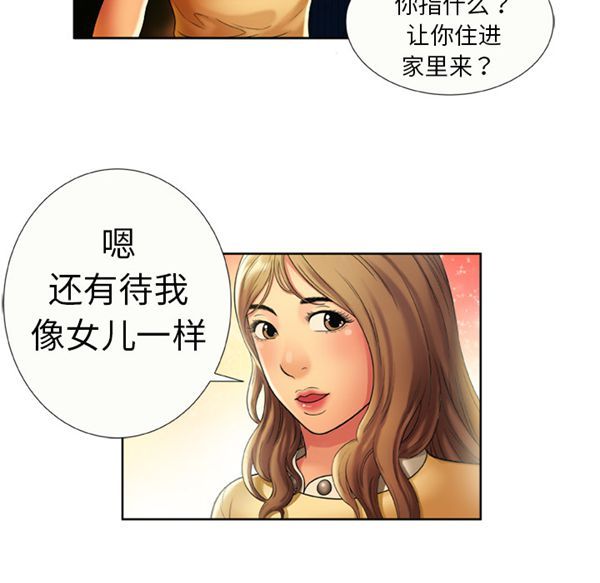 你指什么？
让你住进
家里来？
嗯
还有待我
像女儿一样